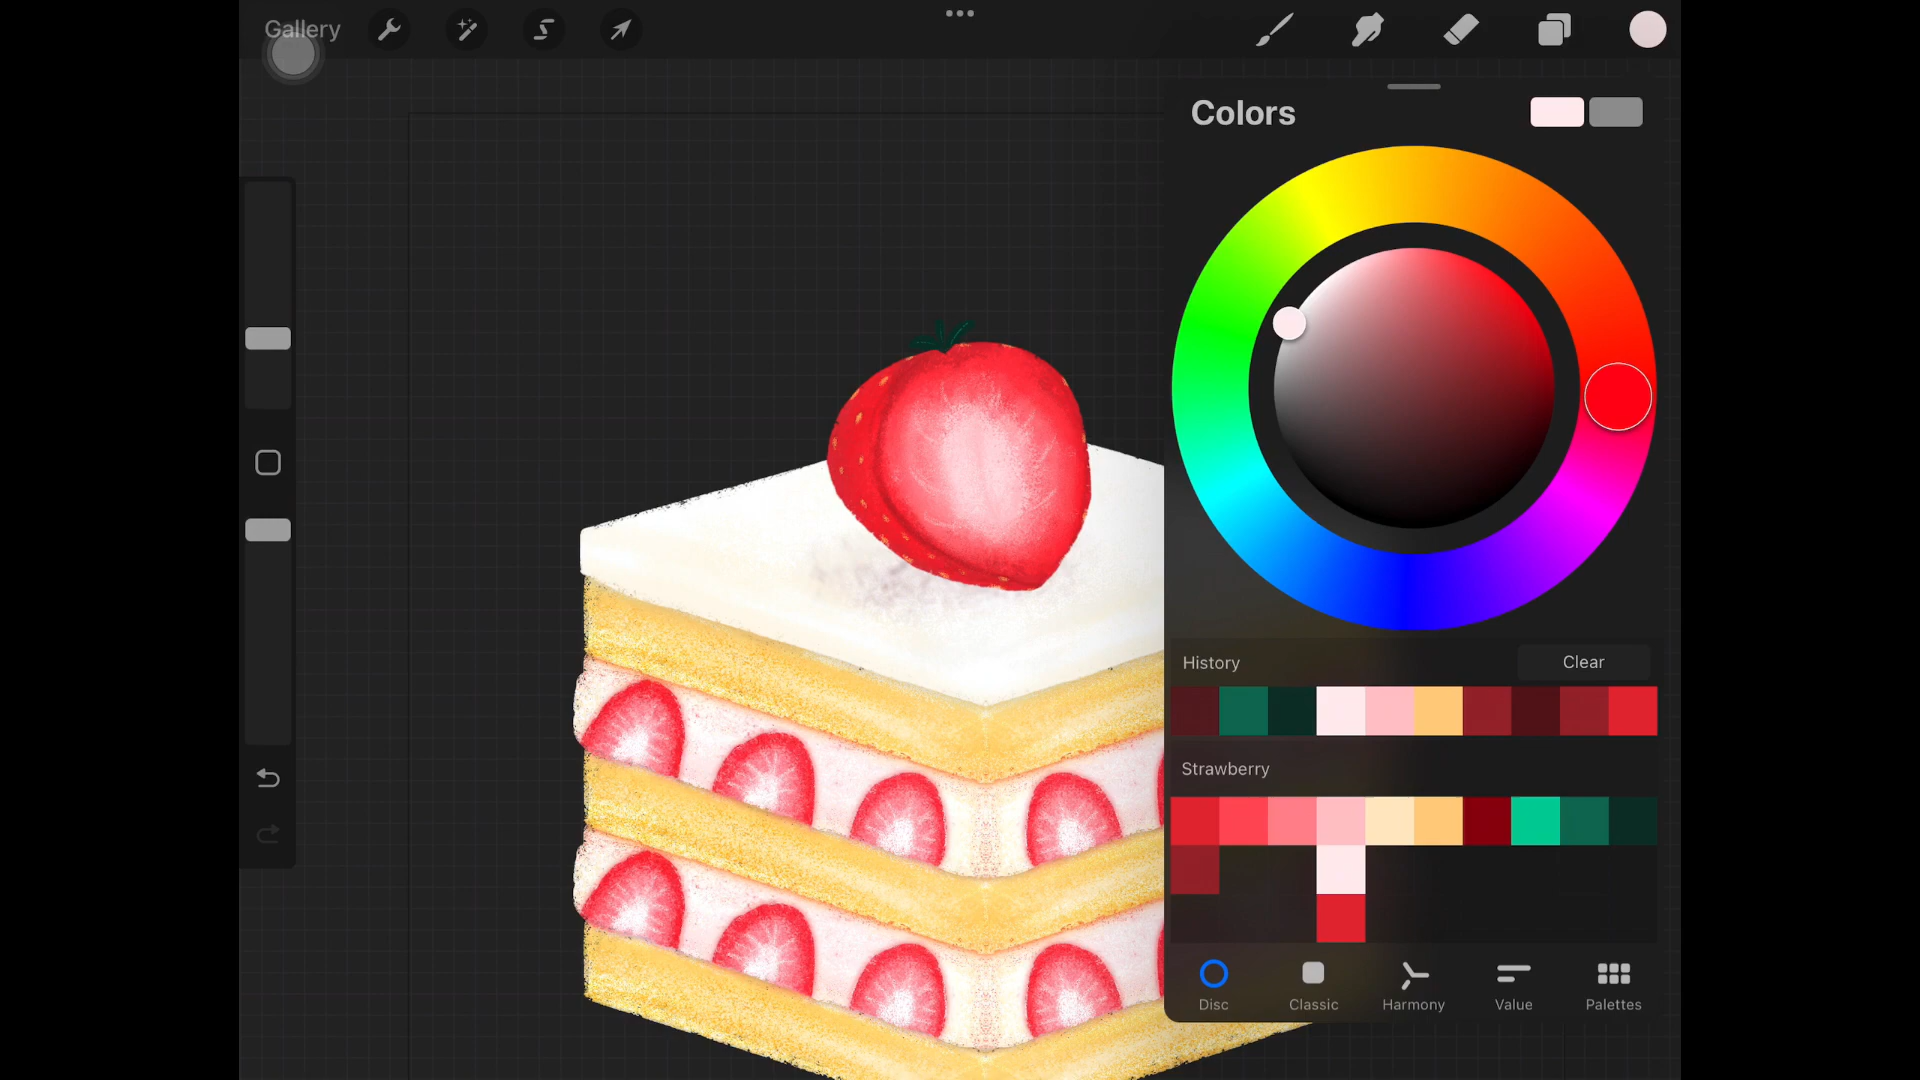 Gallery
Colors
History
Clear
Strawberry
Disc
Classic
Harmony
Value
Palettes